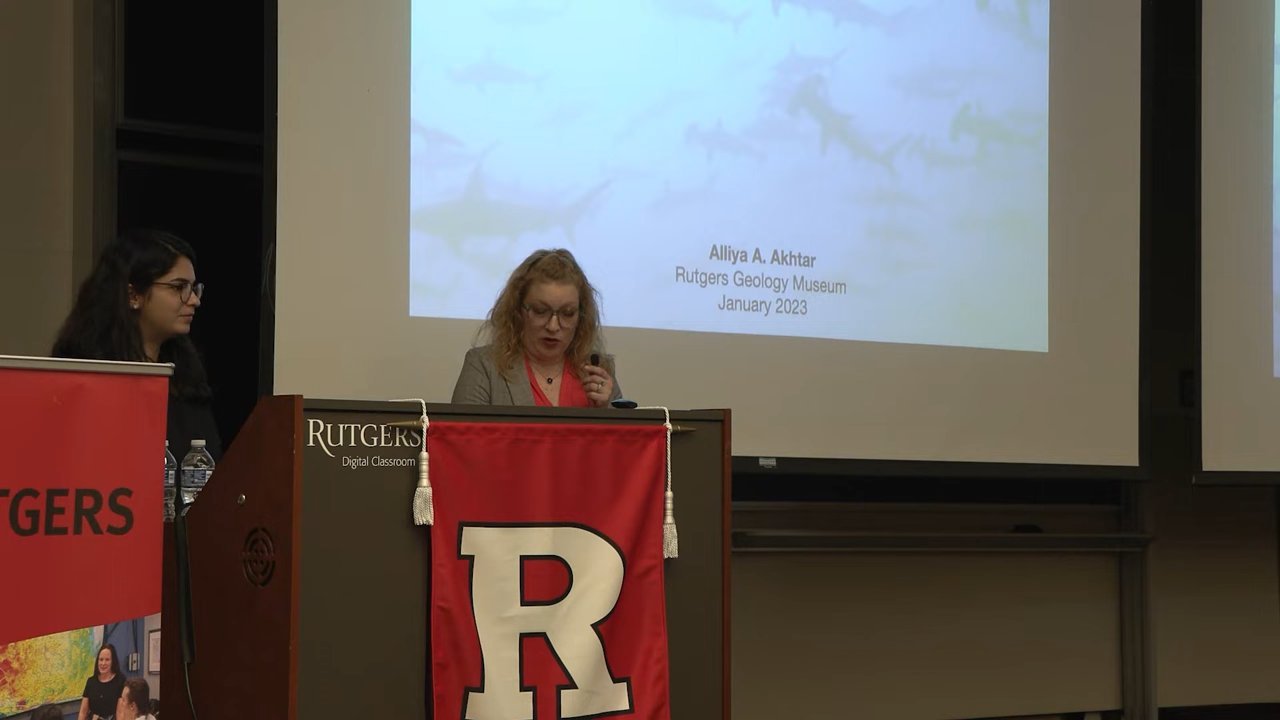 Alliya A. Akhtar
Rutgers Geology Museum
January 2023
RUTGERS
Digital Classroom
TGERS
R